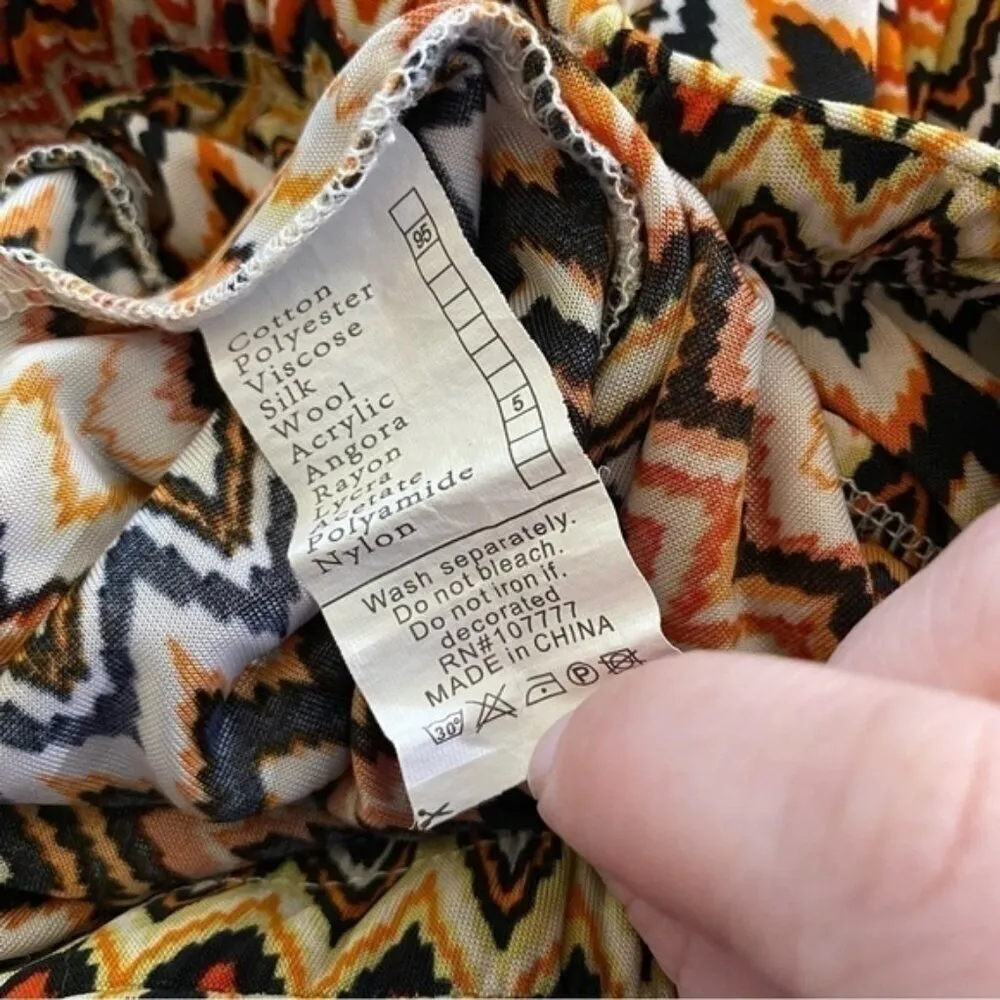 Cotton
Polyester 95
Viscose
Silk
Wool
Acrylic
Angora
Rayon
Lycra 5
Acetate
Polyamide
Nylon
Wash separately.
Do not bleach.
Do not iron if.
decorated
RN#107777
MADE in CHINA
30° P